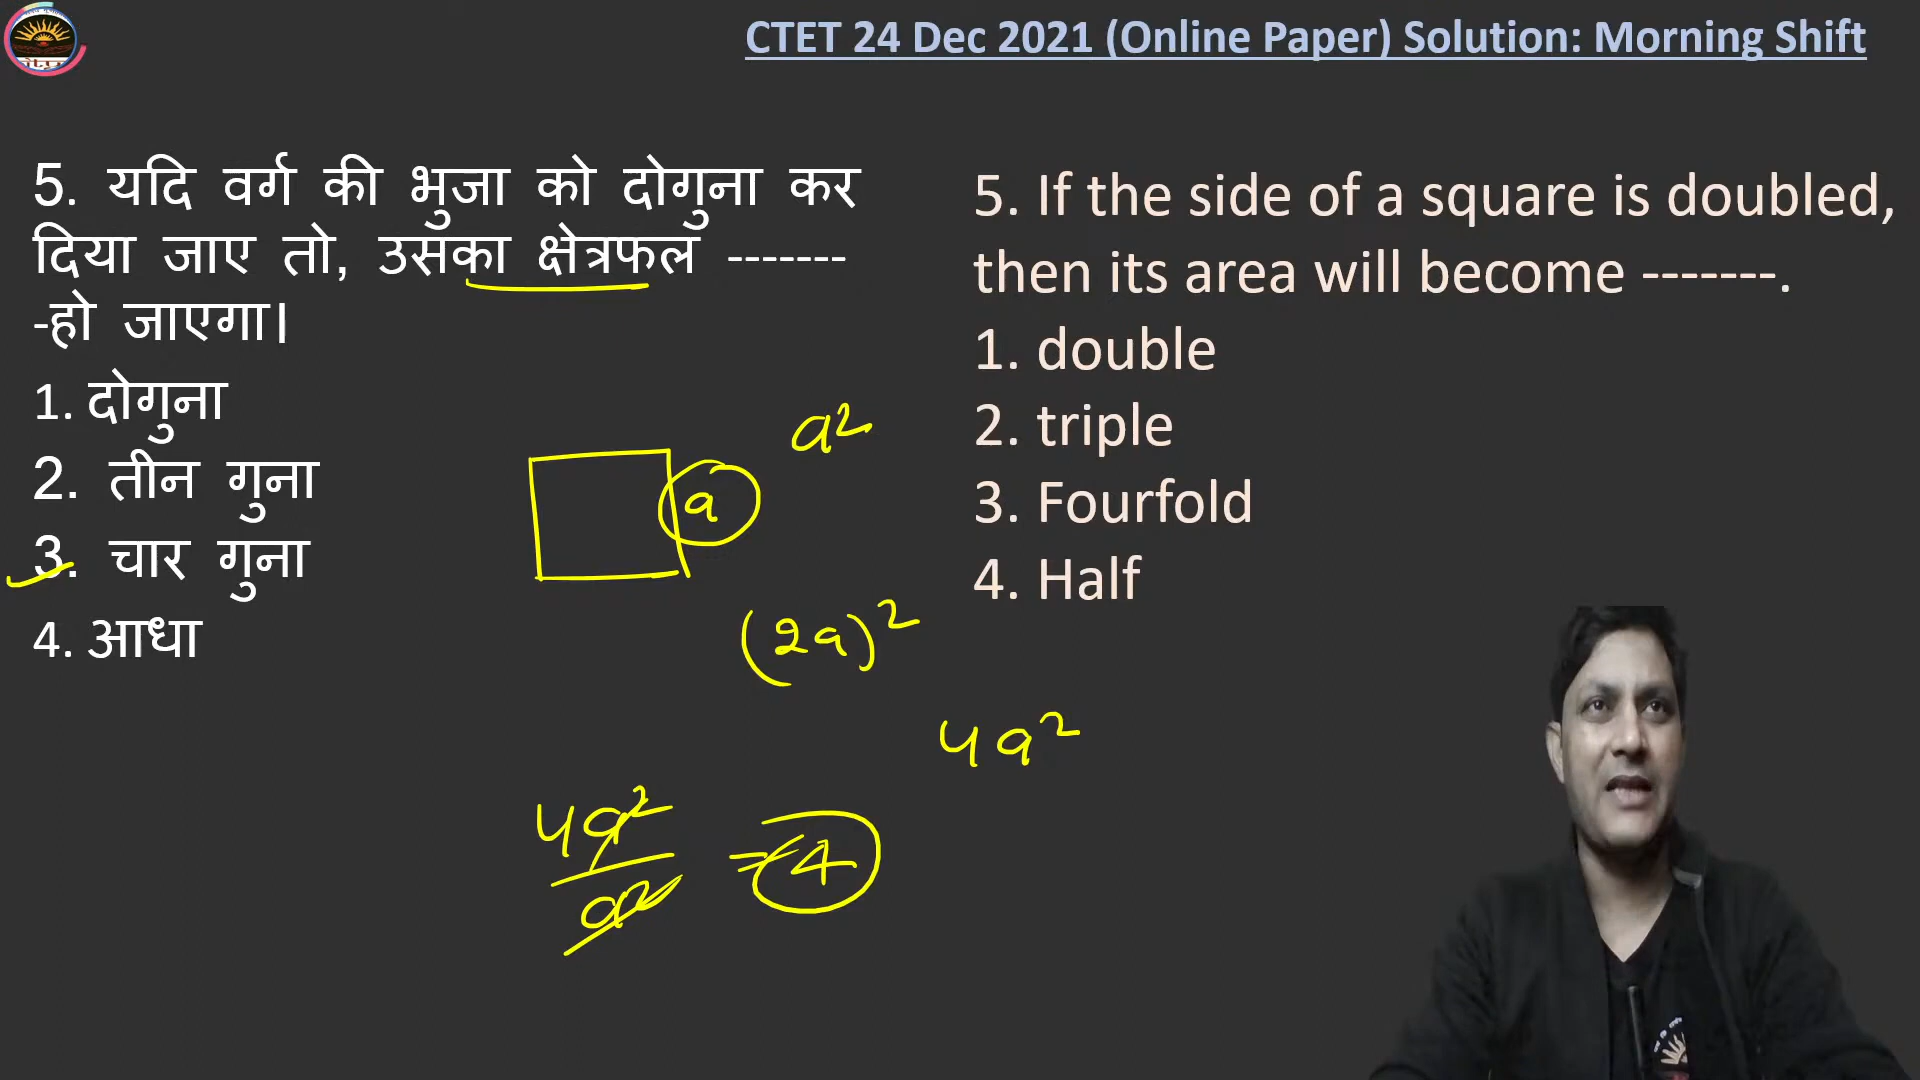 CTET 24 Dec 2021 (Online Paper) Solution: Morning Shift
5. यदि वर्ग की भुजा को दोगुना कर
दिया जाए तो, उसका क्षेत्रफल -------
-हो जाएगा।
1. दोगुना
2. तीन गुना
3. चार गुना
4. आधा
5. If the side of a square is doubled,
then its area will become -------.
1. double
2. triple
3. Fourfold
4. Half
a²
a
(2a)²
4a²
4a²
a²
= 4